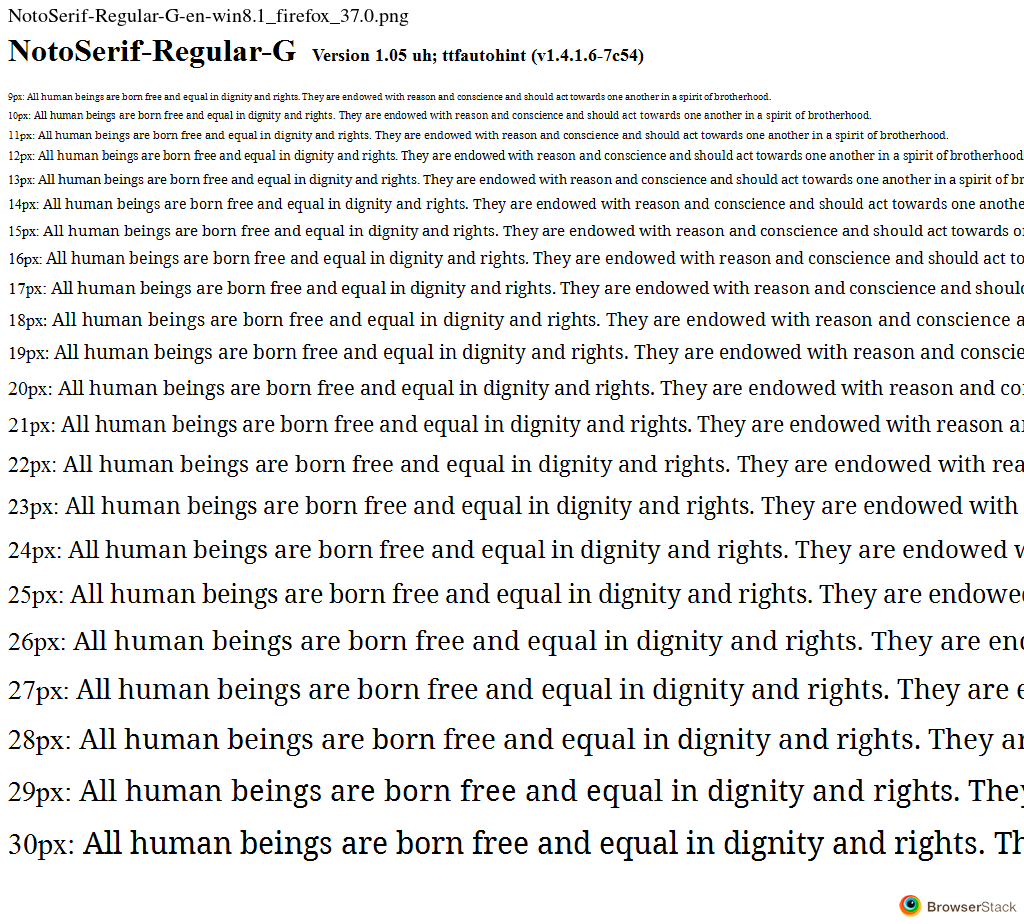 NotoSerif-Regular-G-en-win8.1_firefox_37.0.png
NotoSerif-Regular-G Version 1.05 uh; ttfautohint (v1.4.1.6-7c54)
9px: All human beings are born free and equal in dignity and rights. They are endowed with reason and conscience and should act towards one another in a spirit of brotherhood.
10px: All human beings are born free and equal in dignity and rights. They are endowed with reason and conscience and should act towards one another in a spirit of brotherhood.
11px: All human beings are born free and equal in dignity and rights. They are endowed with reason and conscience and should act towards one another in a spirit of brotherhood.
12px: All human beings are born free and equal in dignity and rights. They are endowed with reason and conscience and should act towards one another in a spirit of brotherhood
13px: All human beings are born free and equal in dignity and rights. They are endowed with reason and conscience and should act towards one another in a spirit of br
14px: All human beings are born free and equal in dignity and rights. They are endowed with reason and conscience and should act towards one anothe
15px: All human beings are born free and equal in dignity and rights. They are endowed with reason and conscience and should act towards o
16px: All human beings are born free and equal in dignity and rights. They are endowed with reason and conscience and should act to
17px: All human beings are born free and equal in dignity and rights. They are endowed with reason and conscience and should
18px: All human beings are born free and equal in dignity and rights. They are endowed with reason and conscience a
19px: All human beings are born free and equal in dignity and rights. They are endowed with reason and conscie
20px: All human beings are born free and equal in dignity and rights. They are endowed with reason and co
21px: All human beings are born free and equal in dignity and rights. They are endowed with reason a
22px: All human beings are born free and equal in dignity and rights. They are endowed with rea
23px: All human beings are born free and equal in dignity and rights. They are endowed with
24px: All human beings are born free and equal in dignity and rights. They are endowed w
25px: All human beings are born free and equal in dignity and rights. They are endowe
26px: All human beings are born free and equal in dignity and rights. They are end
27px: All human beings are born free and equal in dignity and rights. They are e
28px: All human beings are born free and equal in dignity and rights. They ar
29px: All human beings are born free and equal in dignity and rights. They
30px: All human beings are born free and equal in dignity and rights. Th
BrowserStack